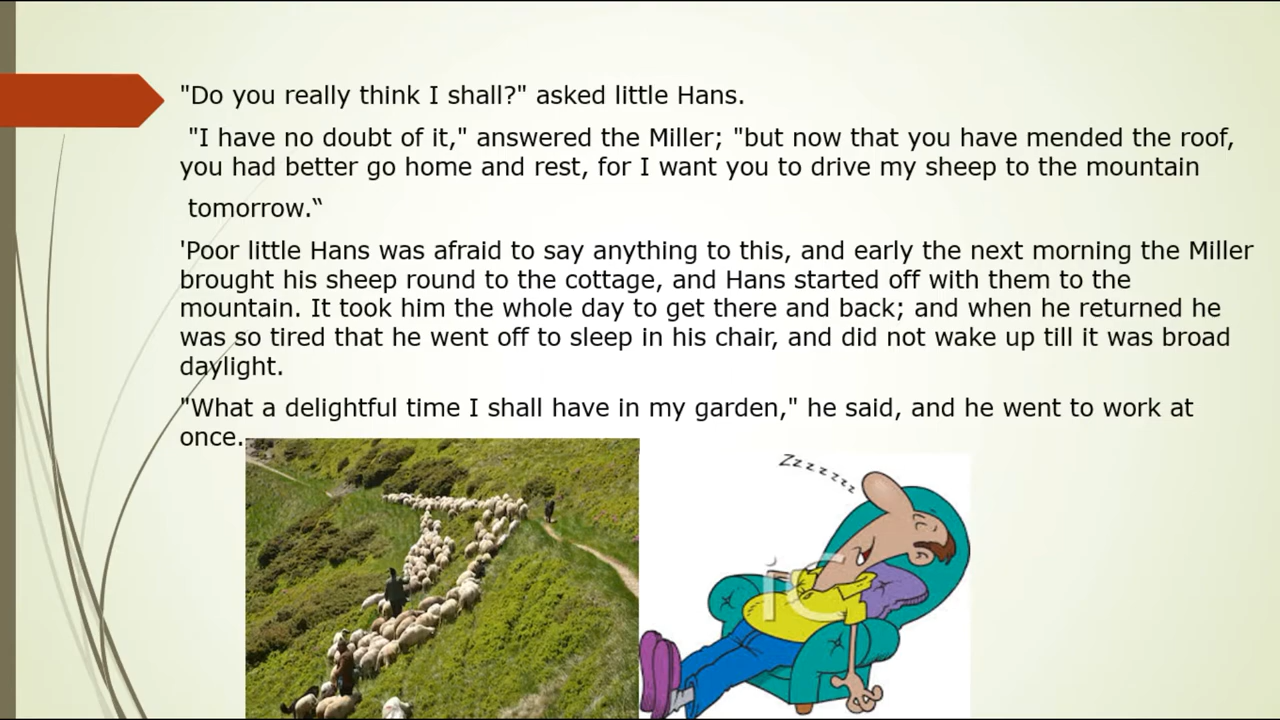 "Do you really think I shall?" asked little Hans.
"I have no doubt of it," answered the Miller; "but now that you have mended the roof,
you had better go home and rest, for I want you to drive my sheep to the mountain
tomorrow.“
'Poor little Hans was afraid to say anything to this, and early the next morning the Miller
brought his sheep round to the cottage, and Hans started off with them to the
mountain. It took him the whole day to get there and back; and when he returned he
was so tired that he went off to sleep in his chair, and did not wake up till it was broad
daylight.
"What a delightful time I shall have in my garden," he said, and he went to work at
once.
Zzzzzzz
iC